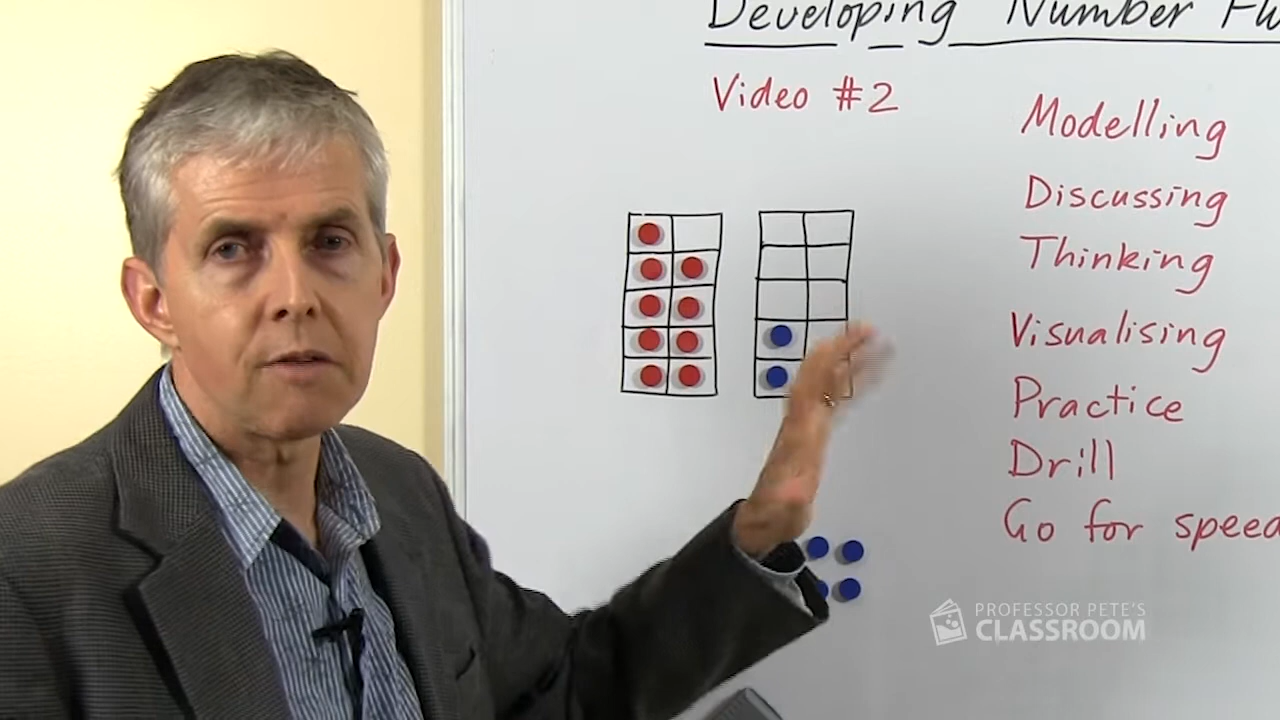 Developing Number
Video #2
Modelling
Discussing
Thinking
Visualising
Practice
Drill
Go for speed
PROFESSOR PETE'S
CLASSROOM